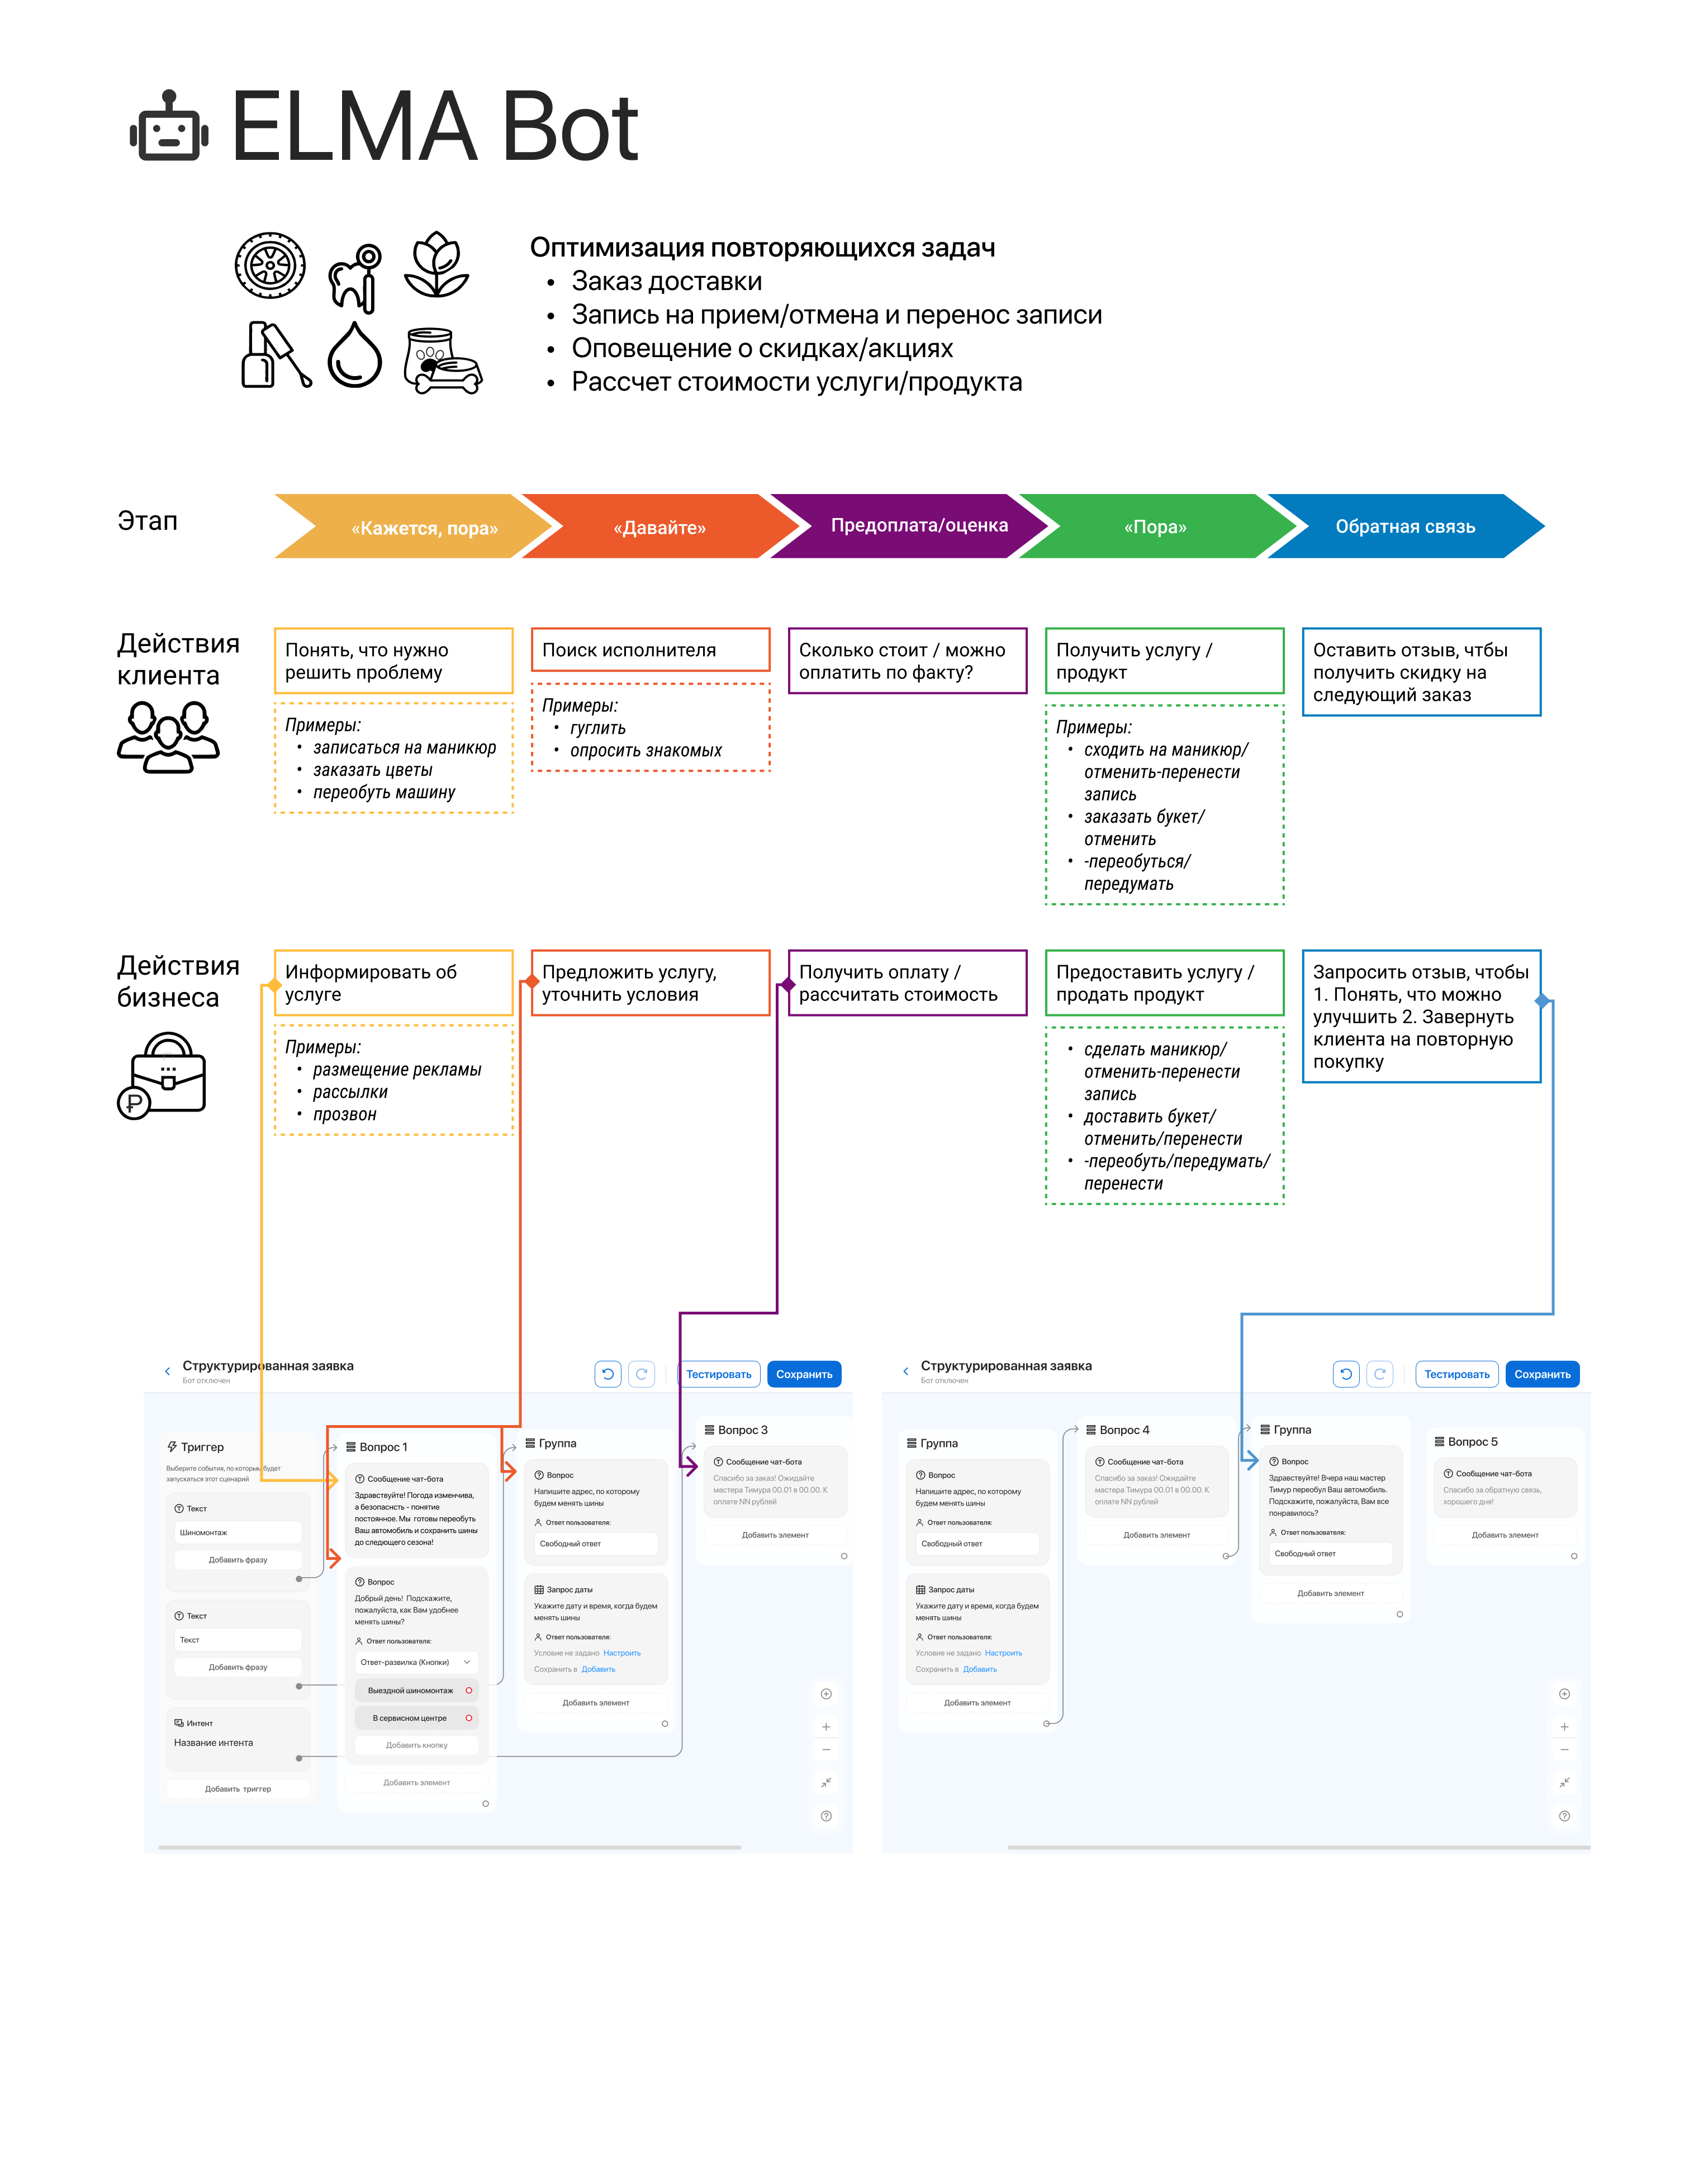 ELMA Bot
Оптимизация повторяющихся задач
• Заказ доставки
• Запись на прием/отмена и перенос записи
• Оповещение о скидках/акциях
• Рассчет стоимости услуги/продукта
Этап
«Кажется, пора»
«Давайте»
Предоплата/оценка
«Пора»
Обратная связь
Действия
клиента
Понять, что нужно
решить проблему
Примеры:
• записаться на маникюр
• заказать цветы
• переобуть машину
Поиск исполнителя
Примеры:
• гуглить
• опросить знакомых
Сколько стоит / можно
оплатить по факту?
Получить услугу /
продукт
Примеры:
• сходить на маникюр/
отменить-перенести
запись
• заказать букет/
отменить
• -переобуться/
передумать
Оставить отзыв, чтбы
получить скидку на
следующий заказ
Действия
бизнеса
Информировать об
услуге
Примеры:
• размещение рекламы
• рассылки
• прозвон
Предложить услугу,
уточнить условия
Получить оплату /
рассчитать стоимость
Предоставить услугу /
продать продукт
• сделать маникюр/
отменить-перенести
запись
• доставить букет/
отменить/перенести
• -переобуть/передумать/
перенести
Запросить отзыв, чтобы
1. Понять, что можно
улучшить 2. Завернуть
клиента на повторную
покупку
Структурированная заявка
Бот отключен
Тестировать
Сохранить
Триггер
Выберите события, по которым будет
запускаться этот сценарий
Текст
Шиномонтаж
Добавить фразу
Текст
Текст
Добавить фразу
Интент
Название интента
Добавить триггер
Вопрос 1
Сообщение чат-бота
Здравствуйте! Погода изменчива,
а безопаснсть - понятие
постоянное. Мы готовы переобуть
Ваш автомобиль и сохранить шины
до следющего сезона!
Вопрос
Добрый день! Подскажите,
пожалуйста, как Вам удобнее
менять шины?
Ответ пользователя:
Ответ-развилка (Кнопки)
Выездной шиномонтаж
В сервисном центре
Добавить кнопку
Добавить элемент
Группа
Вопрос
Напишите адрес, по которому
будем менять шины
Ответ пользователя:
Свободный ответ
Запрос даты
Укажите дату и время, когда будем
менять шины
Ответ пользователя:
Условие не задано Настроить
Сохранить в Добавить
Добавить элемент
Вопрос 3
Сообщение чат-бота
Спасибо за заказ! Ожидайте
мастера Тимура 00.01 в 00.00. К
оплате NN рублей
Добавить элемент
Структурированная заявка
Бот отключен
Тестировать
Сохранить
Группа
Вопрос
Напишите адрес, по которому
будем менять шины
Ответ пользователя:
Свободный ответ
Запрос даты
Укажите дату и время, когда будем
менять шины
Ответ пользователя:
Условие не задано Настроить
Сохранить в Добавить
Добавить элемент
Вопрос 4
Сообщение чат-бота
Спасибо за заказ! Ожидайте
мастера Тимура 00.01 в 00.00. К
оплате NN рублей
Добавить элемент
Группа
Вопрос
Здравствуйте! Вчера наш мастер
Тимур переобул Ваш автомобиль.
Подскажите, пожалуйста, Вам все
понравилось?
Ответ пользователя:
Свободный ответ
Добавить элемент
Вопрос 5
Сообщение чат-бота
Спасибо за обратную связь,
хорошего дня!
Добавить элемент